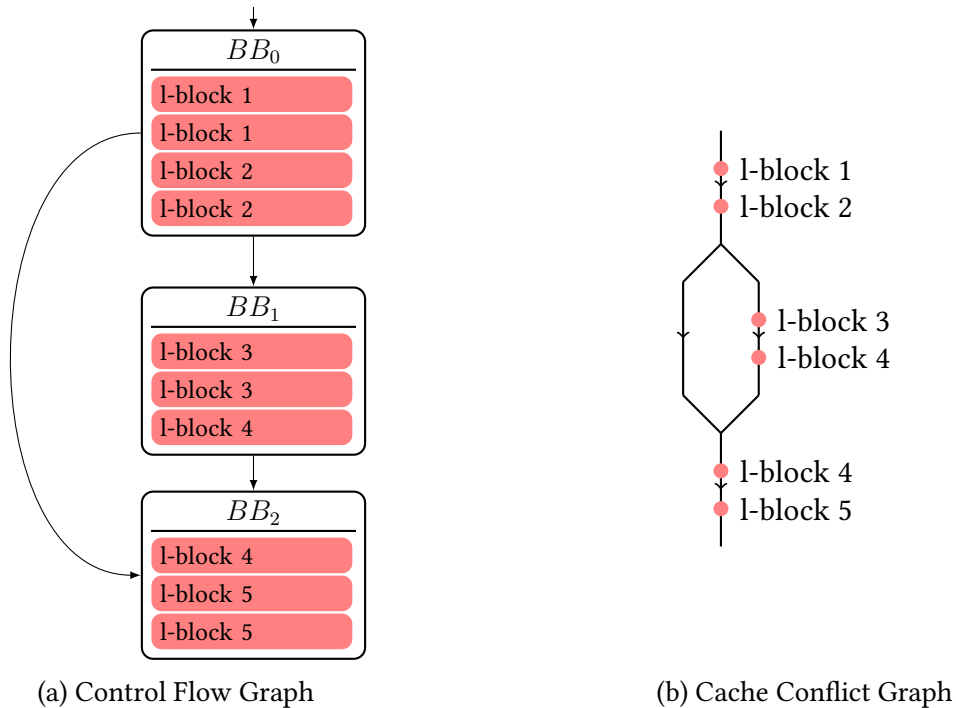 BB₀
l-block 1
l-block 1
l-block 2
l-block 2
BB₁
l-block 3
l-block 3
l-block 4
BB₂
l-block 4
l-block 5
l-block 5
(a) Control Flow Graph
l-block 1
l-block 2
l-block 3
l-block 4
l-block 4
l-block 5
(b) Cache Conflict Graph